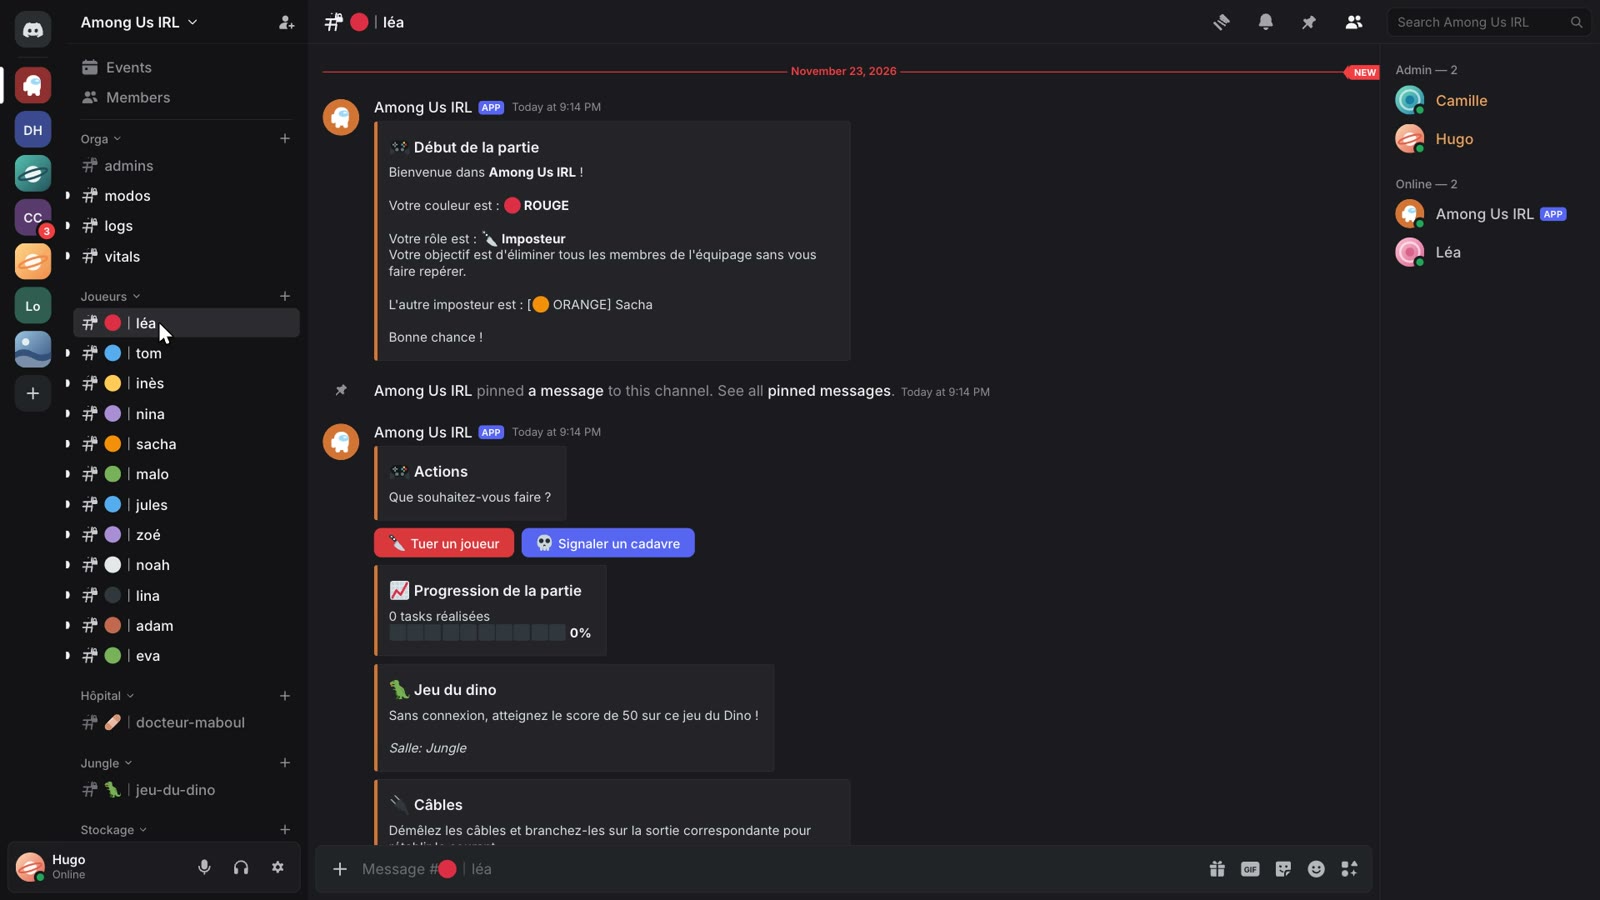 Among Us IRL
Events
Members
Orga
admins
modos
logs
vitals
Joueurs
| léa
| tom
| inès
| nina
| sacha
| malo
| jules
| zoé
| noah
| lina
| adam
| eva
Hôpital
| docteur-maboul
Jungle
| jeu-du-dino
Stockage
DH
CC
3
Lo
Hugo
Online
| léa
Search Among Us IRL
November 23, 2026
NEW
Among Us IRL APP Today at 9:14 PM
Début de la partie
Bienvenue dans Among Us IRL !
Votre couleur est : ROUGE
Votre rôle est : Imposteur
Votre objectif est d'éliminer tous les membres de l'équipage sans vous
faire repérer.
L'autre imposteur est : [🟠 ORANGE] Sacha
Bonne chance !
Among Us IRL pinned a message to this channel. See all pinned messages. Today at 9:14 PM
Among Us IRL APP Today at 9:14 PM
Actions
Que souhaitez-vous faire ?
Tuer un joueur
Signaler un cadavre
Progression de la partie
0 tasks réalisées
0%
Jeu du dino
Sans connexion, atteignez le score de 50 sur ce jeu du Dino !
Salle: Jungle
Câbles
Démêlez les câbles et branchez-les sur la sortie correspondante pour
Message #🔴 | léa
GIF
Admin — 2
Camille
Hugo
Online — 2
Among Us IRL APP
Léa